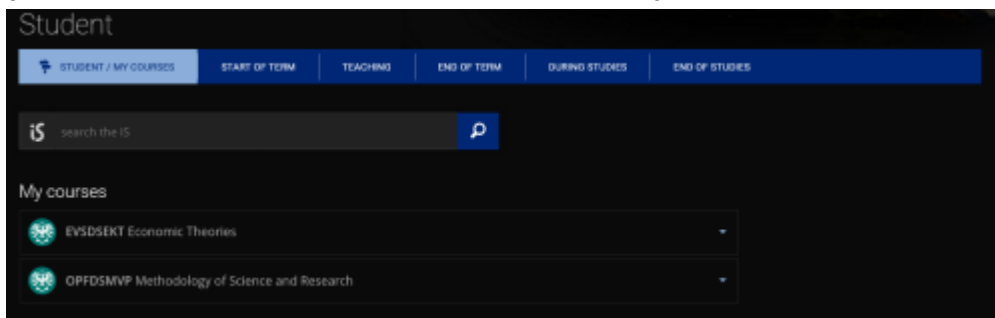 Student
STUDENT / MY COURSES START OF TERM TEACHING END OF TERM DURING STUDIES END OF STUDIES
iS search the IS
My courses
EVSDSEKT Economic Theories
OPFDSMVP Methodology of Science and Research